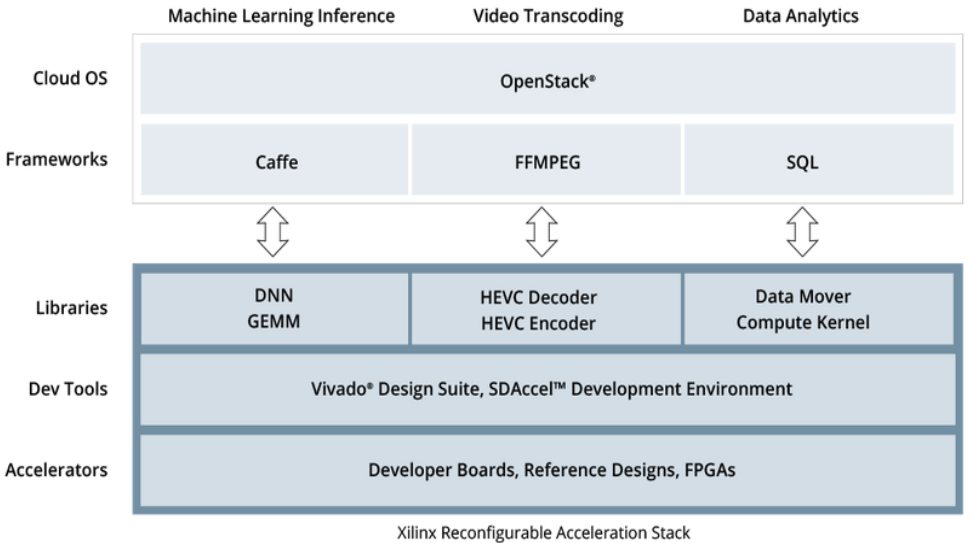 Machine Learning Inference
Video Transcoding
Data Analytics
Cloud OS
OpenStack®
Frameworks
Caffe
FFMPEG
SQL
Libraries
DNN
GEMM
HEVC Decoder
HEVC Encoder
Data Mover
Compute Kernel
Dev Tools
Vivado® Design Suite, SDAccel™ Development Environment
Accelerators
Developer Boards, Reference Designs, FPGAs
Xilinx Reconfigurable Acceleration Stack